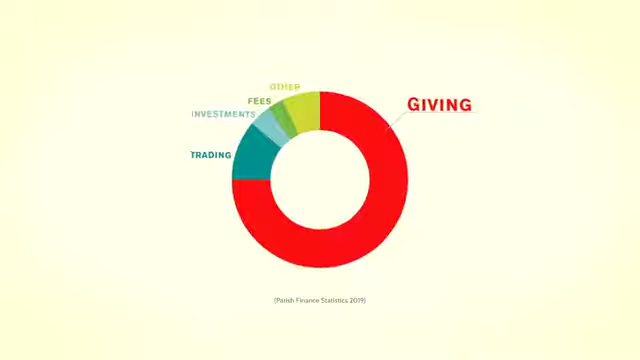 OTHER
FEES
GIVING
INVESTMENTS
TRADING
(Parish Finance Statistics 2019)